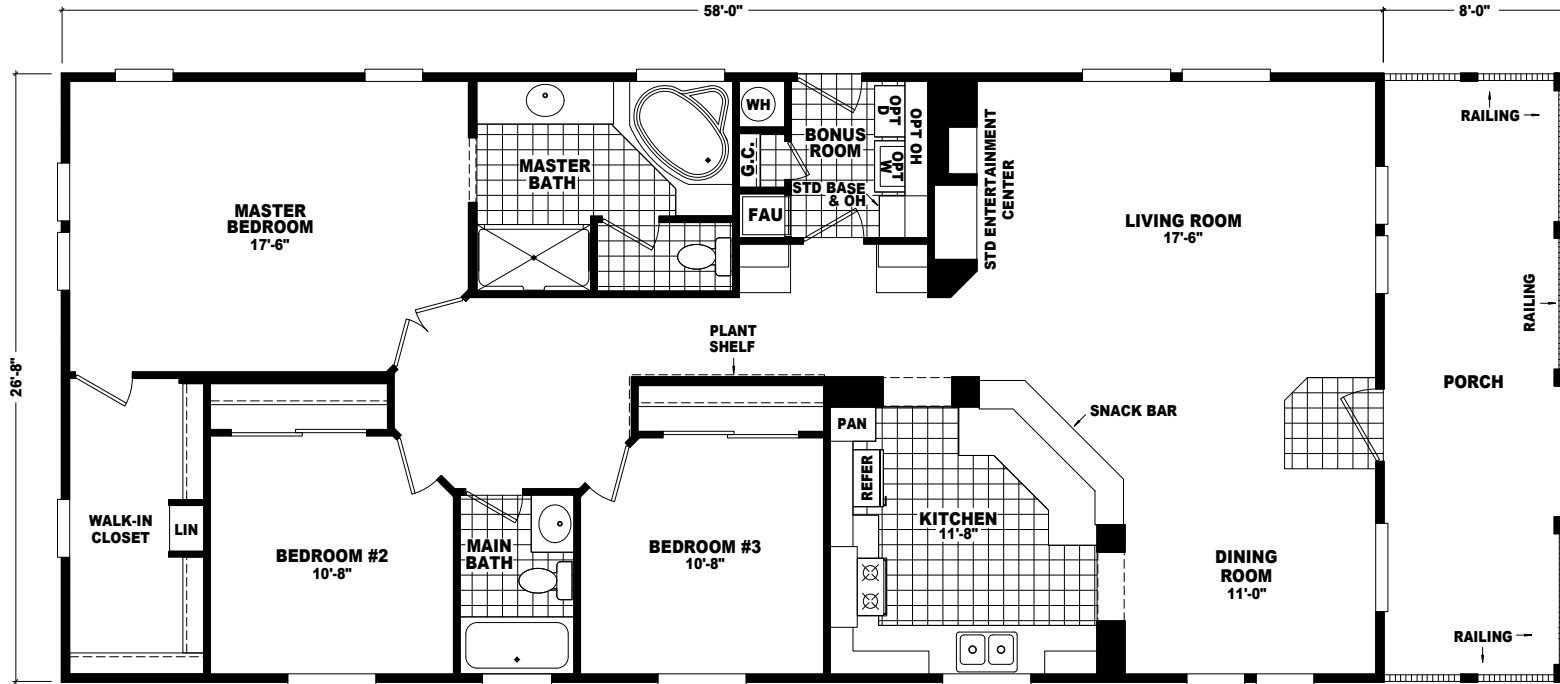 58'-0"
8'-0"
26'-8"
RAILING
WH
OPT
D
OPT OH
BONUS
ROOM
G.C.
OPT
W
STD BASE
& OH
FAU
MASTER
BATH
STD ENTERTAINMENT
CENTER
MASTER
BEDROOM
17'-6"
LIVING ROOM
17'-6"
RAILING
PLANT
SHELF
PORCH
SNACK BAR
PAN
REFER
WALK-IN
CLOSET
LIN
KITCHEN
11'-8"
BEDROOM #2
10'-8"
MAIN
BATH
BEDROOM #3
10'-8"
DINING
ROOM
11'-0"
RAILING